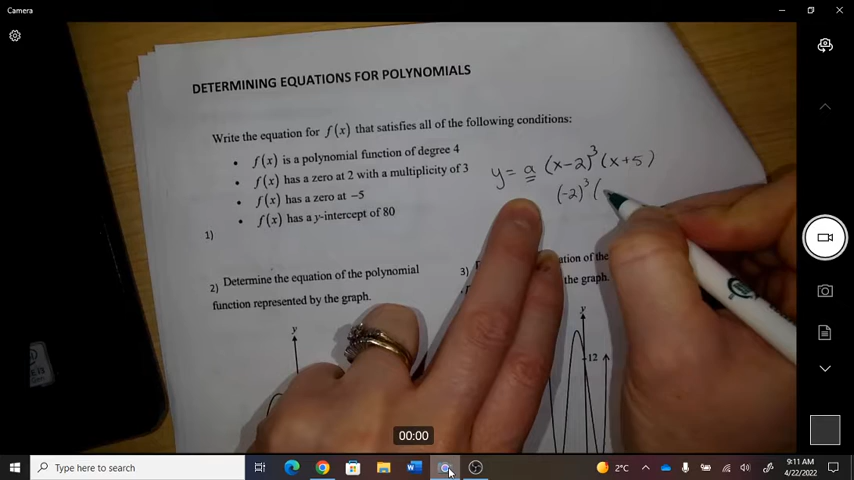 Camera
DETERMINING EQUATIONS FOR POLYNOMIALS
Write the equation for f(x) that satisfies all of the following conditions:
• f(x) is a polynomial function of degree 4
• f(x) has a zero at 2 with a multiplicity of 3
• f(x) has a zero at −5
• f(x) has a y-intercept of 80
1)
y = a (x−2)³(x+5)
(−2)³(
2) Determine the equation of the polynomial
function represented by the graph.
3)
ation of the
the graph.
y
y
12
00:00
Type here to search
W
2°C
9:11 AM
4/22/2022